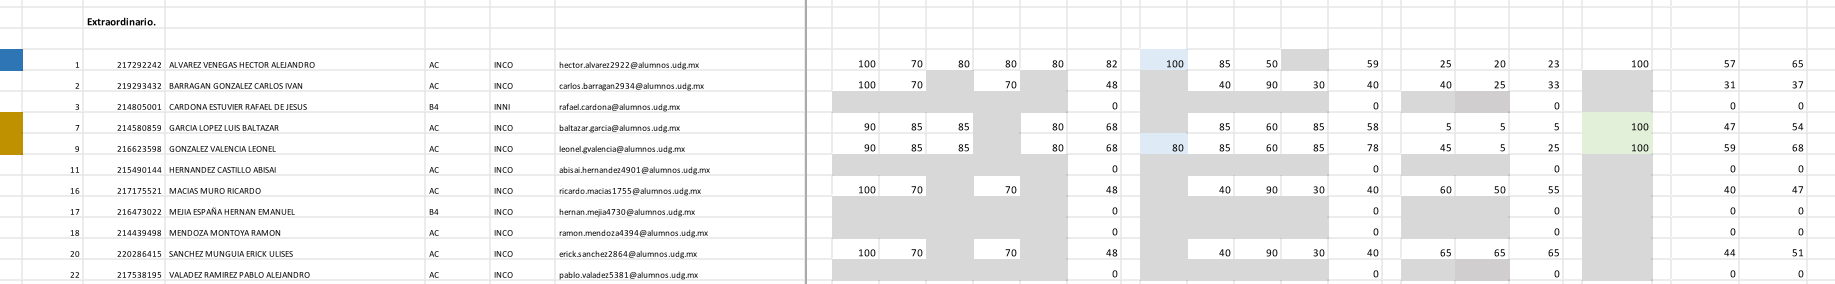 Extraordinario.
1 217292242 ALVAREZ VENEGAS HECTOR ALEJANDRO AC INCO hector.alvarez2922@alumnos.udg.mx 100 70 80 80 80 82 100 85 50 59 25 20 23 100 57 65
2 219293432 BARRAGAN GONZALEZ CARLOS IVAN AC INCO carlos.barragan2934@alumnos.udg.mx 100 70 70 48 40 90 30 40 40 25 33 31 37
3 214805001 CARDONA ESTUVIER RAFAEL DE JESUS B4 INNI rafael.cardona@alumnos.udg.mx 0 0 0 0 0
7 214580859 GARCIA LOPEZ LUIS BALTAZAR AC INCO baltazar.garcia@alumnos.udg.mx 90 85 85 80 68 85 60 85 58 5 5 5 100 47 54
9 216623598 GONZALEZ VALENCIA LEONEL AC INCO leonel.gvalencia@alumnos.udg.mx 90 85 85 80 68 80 85 60 85 78 45 5 25 100 59 68
11 215490144 HERNANDEZ CASTILLO ABISAI AC INCO abisai.hernandez4901@alumnos.udg.mx 0 0 0 0 0
16 217175521 MACIAS MURO RICARDO AC INCO ricardo.macias1755@alumnos.udg.mx 100 70 70 48 40 90 30 40 60 50 55 40 47
17 216473022 MEJIA ESPAÑA HERNAN EMANUEL B4 INCO hernan.mejia4730@alumnos.udg.mx 0 0 0 0 0
18 214439498 MENDOZA MONTOYA RAMON AC INCO ramon.mendoza4394@alumnos.udg.mx 0 0 0 0 0
20 220286415 SANCHEZ MUNGUIA ERICK ULISES AC INCO erick.sanchez2864@alumnos.udg.mx 100 70 70 48 40 90 30 40 65 65 65 44 51
22 217538195 VALADEZ RAMIREZ PABLO ALEJANDRO AC INCO pablo.valadez5381@alumnos.udg.mx 0 0 0 0 0